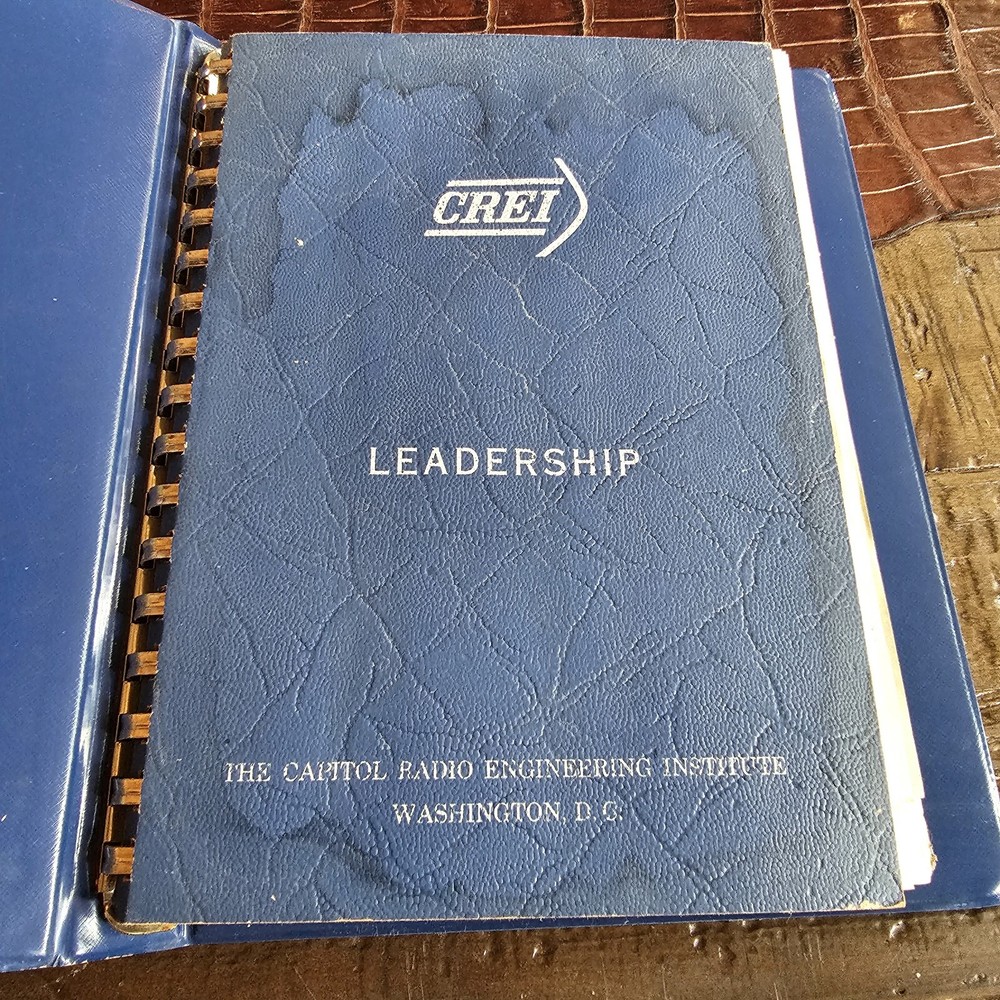 CREI
LEADERSHIP
THE CAPITOL RADIO ENGINEERING INSTITUTE
WASHINGTON, D. C.